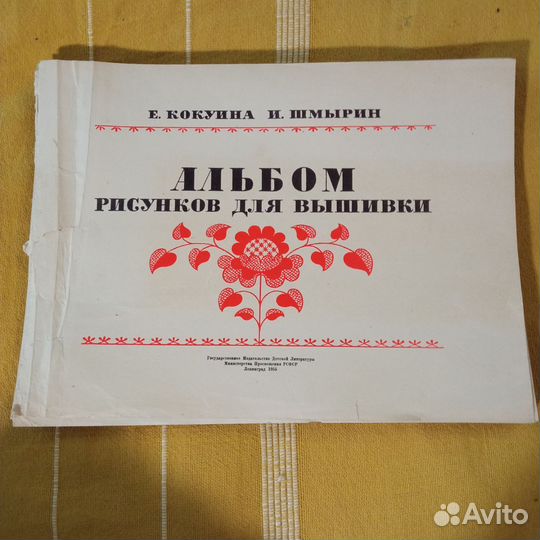 Е. КОКУИНА И. ШМЫРИН
АЛЬБОМ
РИСУНКОВ ДЛЯ ВЫШИВКИ
Государственное Издательство Детской Литературы
Министерства Просвещения РСФСР
Ленинград
Avito